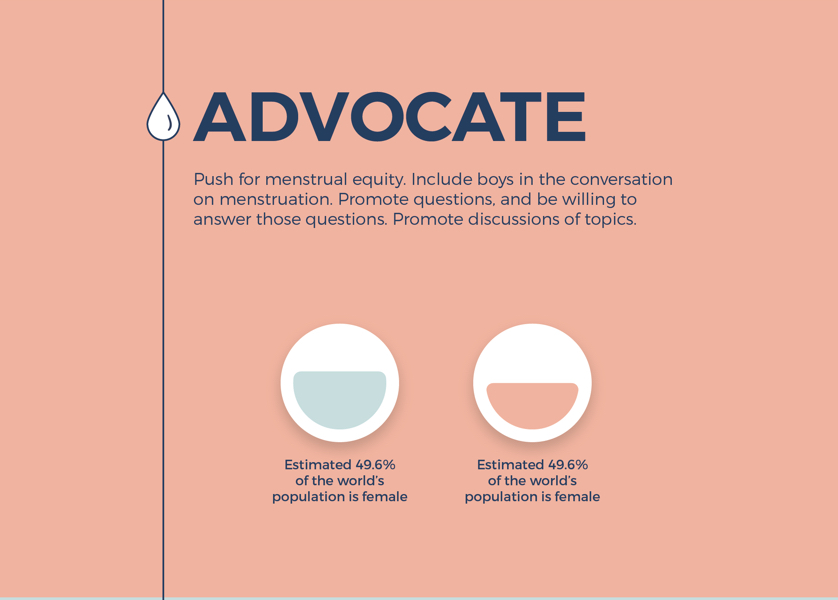 ADVOCATE
Push for menstrual equity. Include boys in the conversation
on menstruation. Promote questions, and be willing to
answer those questions. Promote discussions of topics.
Estimated 49.6%
of the world's
population is female
Estimated 49.6%
of the world's
population is female